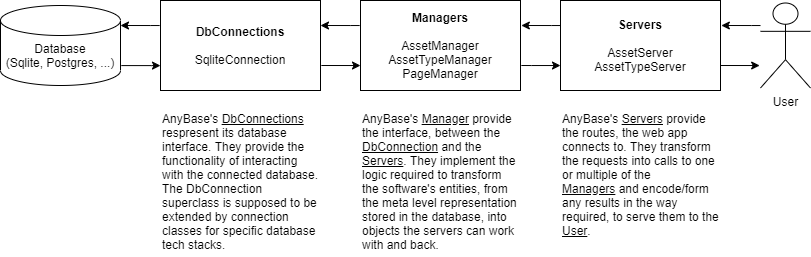 Database
(Sqlite, Postgres, ...)
DbConnections
SqliteConnection
Managers
AssetManager
AssetTypeManager
PageManager
Servers
AssetServer
AssetTypeServer
User
AnyBase's DbConnections
respresent its database
interface. They provide the
functionality of interacting
with the connected database.
The DbConnection
superclass is supposed to be
extended by connection
classes for specific database
tech stacks.
AnyBase's Manager provide
the interface, between the
DbConnection and the
Servers. They implement the
logic required to transform
the software's entities, from
the meta level representation
stored in the database, into
objects the servers can work
with and back.
AnyBase's Servers provide
the routes, the web app
connects to. They transform
the requests into calls to one
or multiple of the
Managers and encode/form
any results in the way
required, to serve them to the
User.